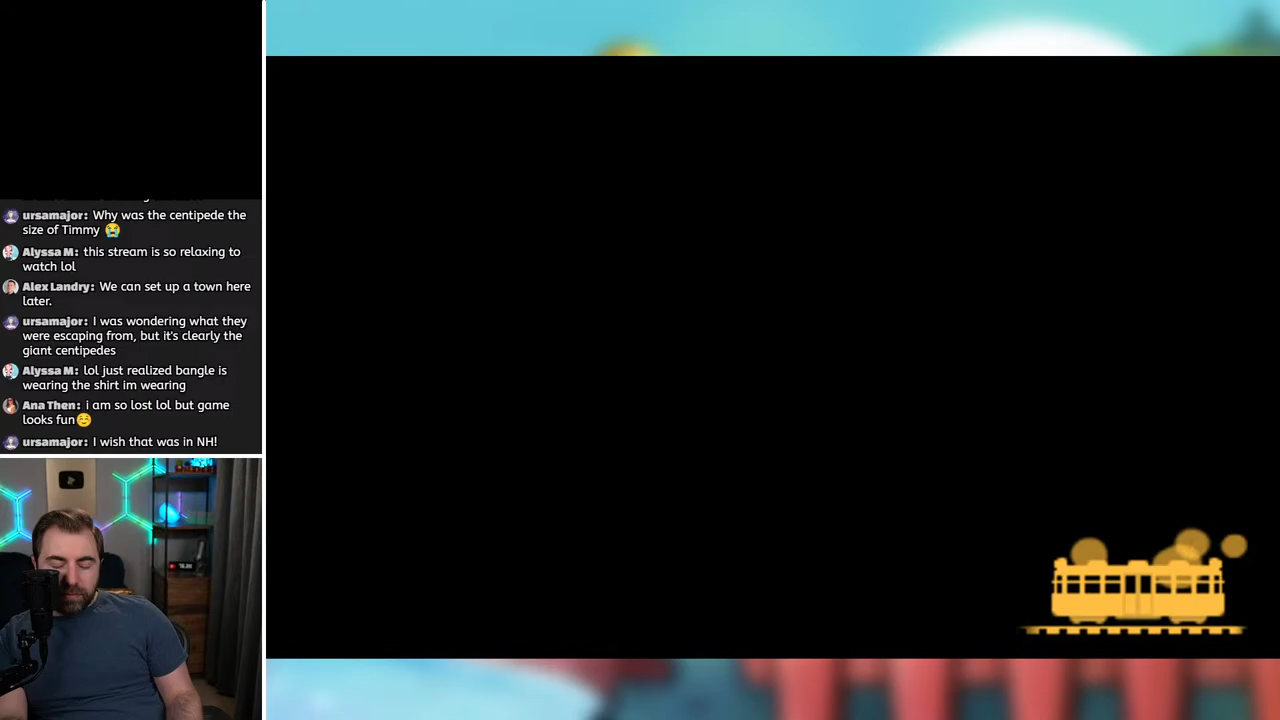 ursamajor: Why was the centipede the
size of Timmy 😭
Alyssa M: this stream is so relaxing to
watch lol
Alex Landry: We can set up a town here
later.
ursamajor: I was wondering what they
were escaping from, but it's clearly the
giant centipedes
Alyssa M: lol just realized bangle is
wearing the shirt im wearing
Ana Then: i am so lost lol but game
looks fun☺️
ursamajor: I wish that was in NH!